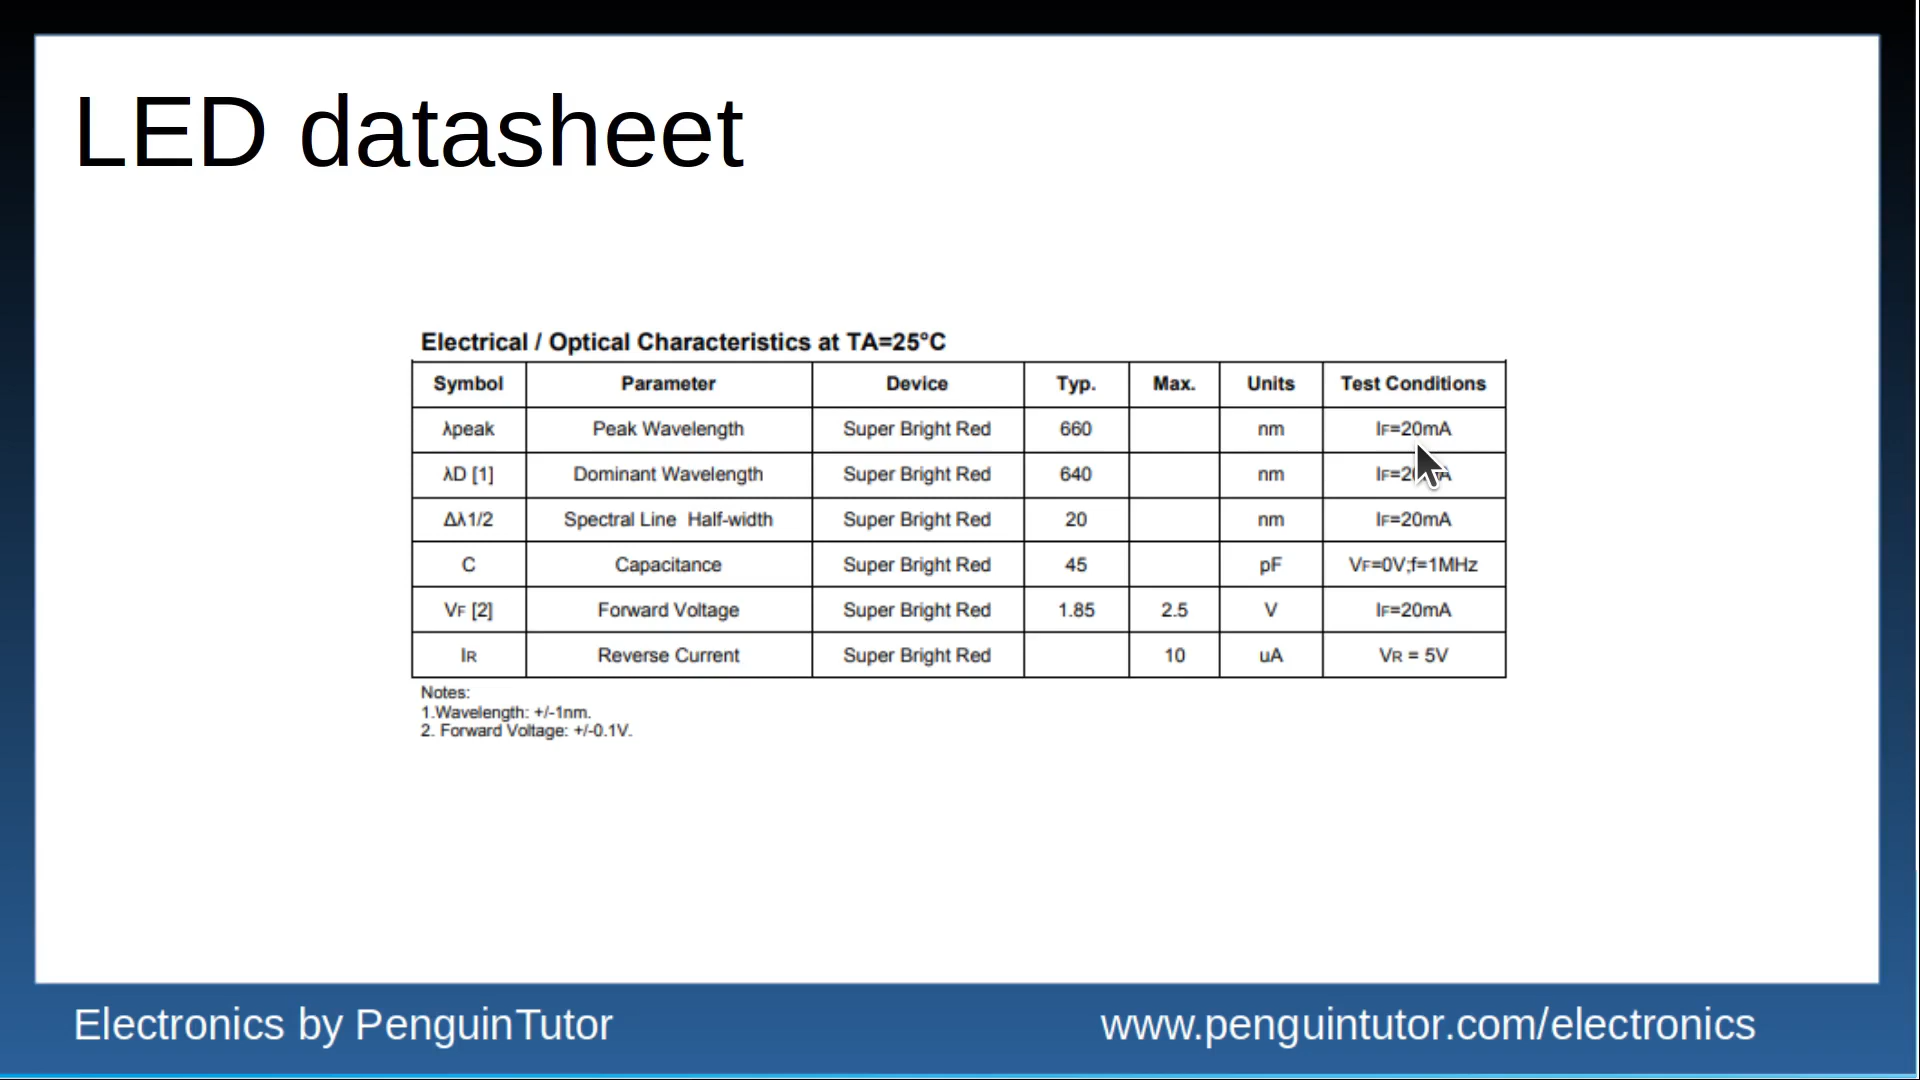 LED datasheet
Electrical / Optical Characteristics at TA=25°C
Symbol Parameter Device Typ. Max. Units Test Conditions
λpeak Peak Wavelength Super Bright Red 660 nm IF=20mA
λD [1] Dominant Wavelength Super Bright Red 640 nm
Δλ1/2 Spectral Line Half-width Super Bright Red 20 nm IF=20mA
C Capacitance Super Bright Red 45 pF VF=0V;f=1MHz
VF [2] Forward Voltage Super Bright Red 1.85 2.5 V IF=20mA
IR Reverse Current Super Bright Red 10 uA VR = 5V
Notes:
1.Wavelength: +/-1nm.
2. Forward Voltage: +/-0.1V.
Electronics by PenguinTutor
www.penguintutor.com/electronics